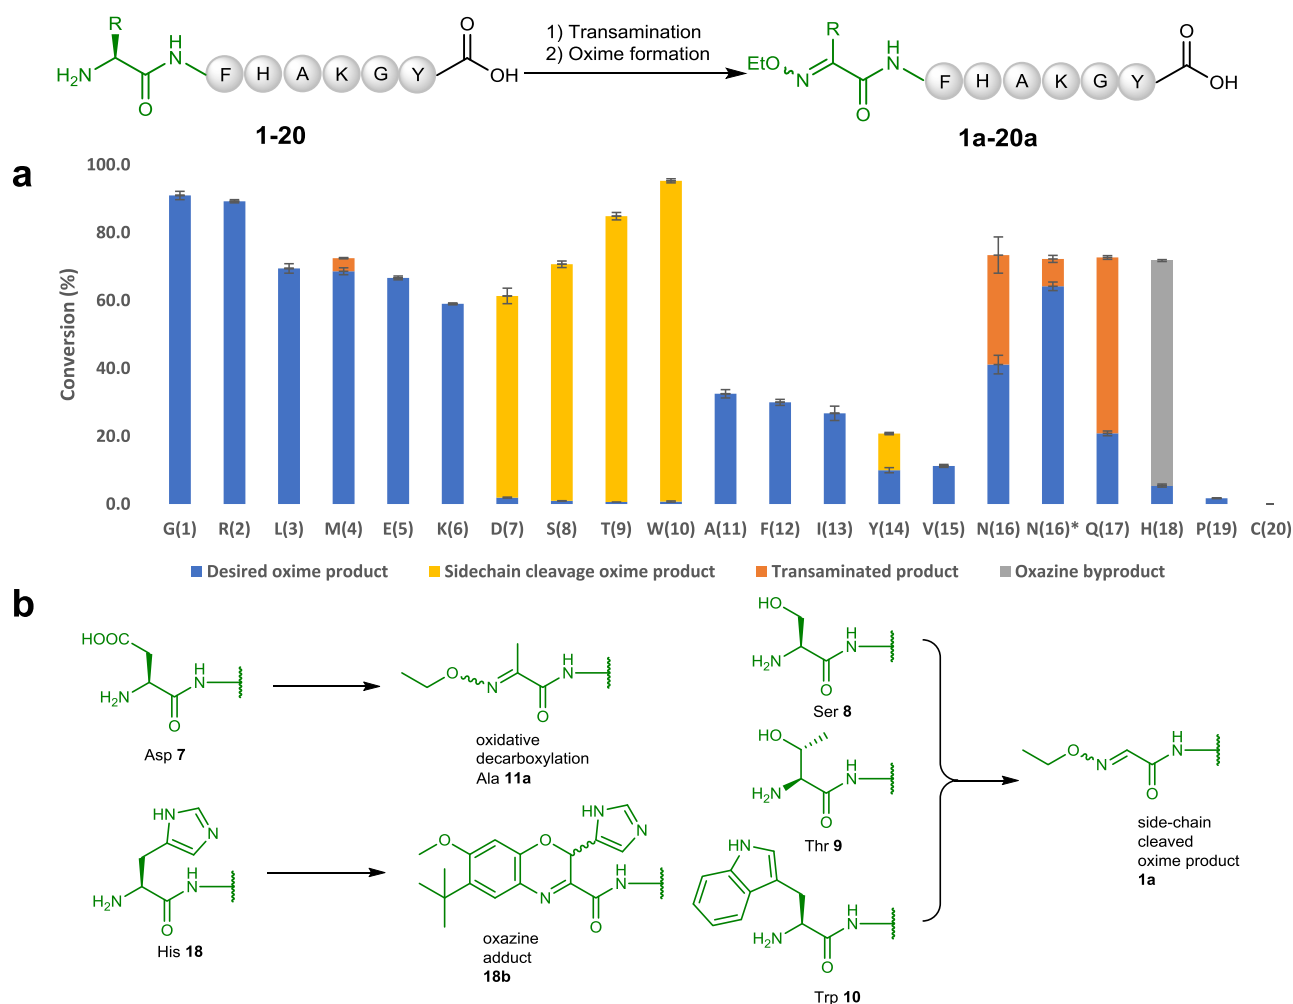 R
H
N
H₂N
O
F H A K G Y
O
OH
1) Transamination
2) Oxime formation
R
EtO
N
H
N
O
F H A K G Y
O
OH
1-20
1a-20a
a
Conversion (%)
100.0
80.0
60.0
40.0
20.0
0.0
G(1) R(2) L(3) M(4) E(5) K(6) D(7) S(8) T(9) W(10) A(11) F(12) I(13) Y(14) V(15) N(16) N(16)* Q(17) H(18) P(19) C(20)
Desired oxime product Sidechain cleavage oxime product Transaminated product Oxazine byproduct
b
HOOC
H
N
H₂N
O
Asp 7
O
N
H
N
O
oxidative
decarboxylation
Ala 11a
HN
N
H
N
H₂N
O
His 18
O
O
N
HN
N
H
N
O
oxazine
adduct
18b
HO
H
N
H₂N
O
Ser 8
HO
H
N
H₂N
O
Thr 9
HN
H
N
H₂N
O
Trp 10
O
N
H
N
O
side-chain
cleaved
oxime product
1a